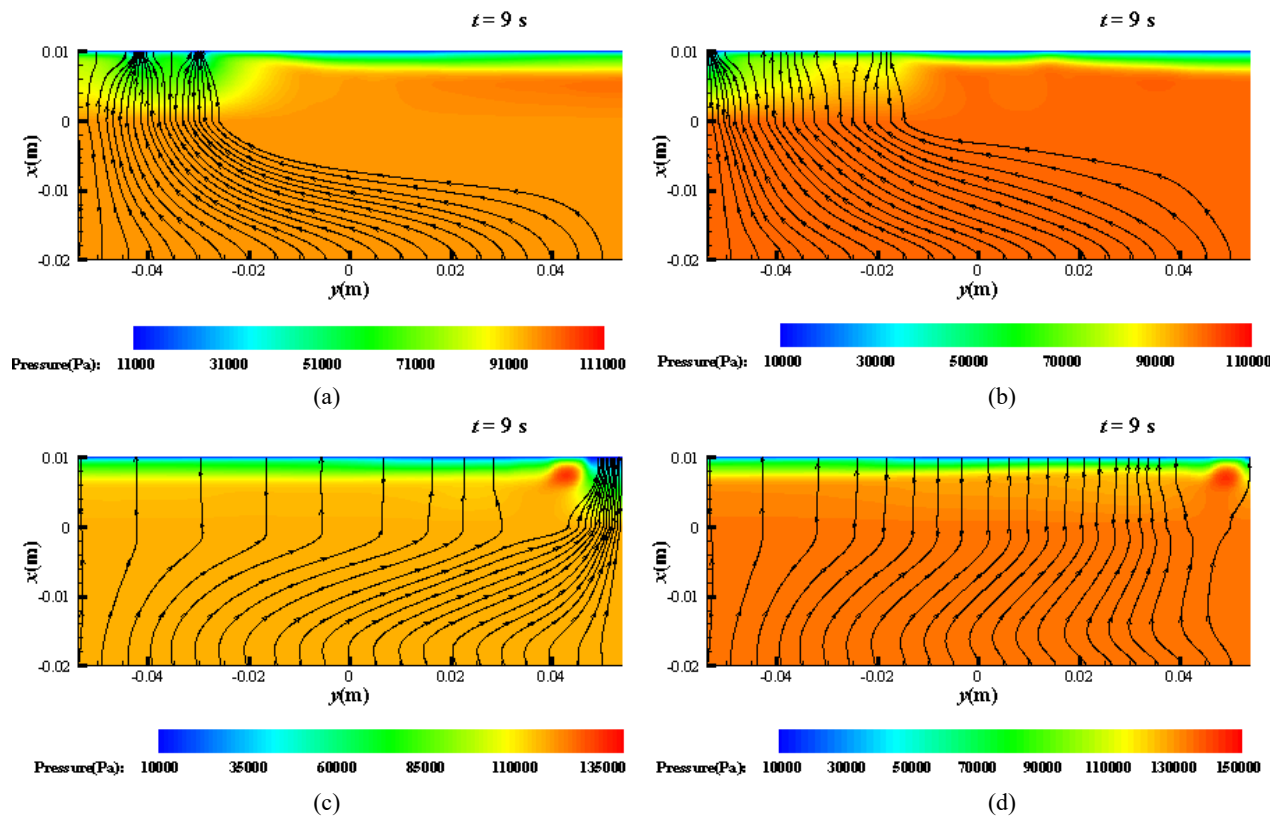 t = 9 s
0.01
0
-0.01
-0.02
x(m)
-0.04 -0.02 0 0.02 0.04
y(m)
Pressure(Pa): 11000 31000 51000 71000 91000 111000
(a)
t = 9 s
0.01
0
-0.01
-0.02
x(m)
-0.04 -0.02 0 0.02 0.04
y(m)
Pressure(Pa): 10000 30000 50000 70000 90000 110000
(b)
t = 9 s
0.01
0
-0.01
-0.02
x(m)
-0.04 -0.02 0 0.02 0.04
y(m)
Pressure(Pa): 10000 35000 60000 85000 110000 135000
(c)
t = 9 s
0.01
0
-0.01
-0.02
x(m)
-0.04 -0.02 0 0.02 0.04
y(m)
Pressure(Pa): 10000 30000 50000 70000 90000 110000 130000 150000
(d)